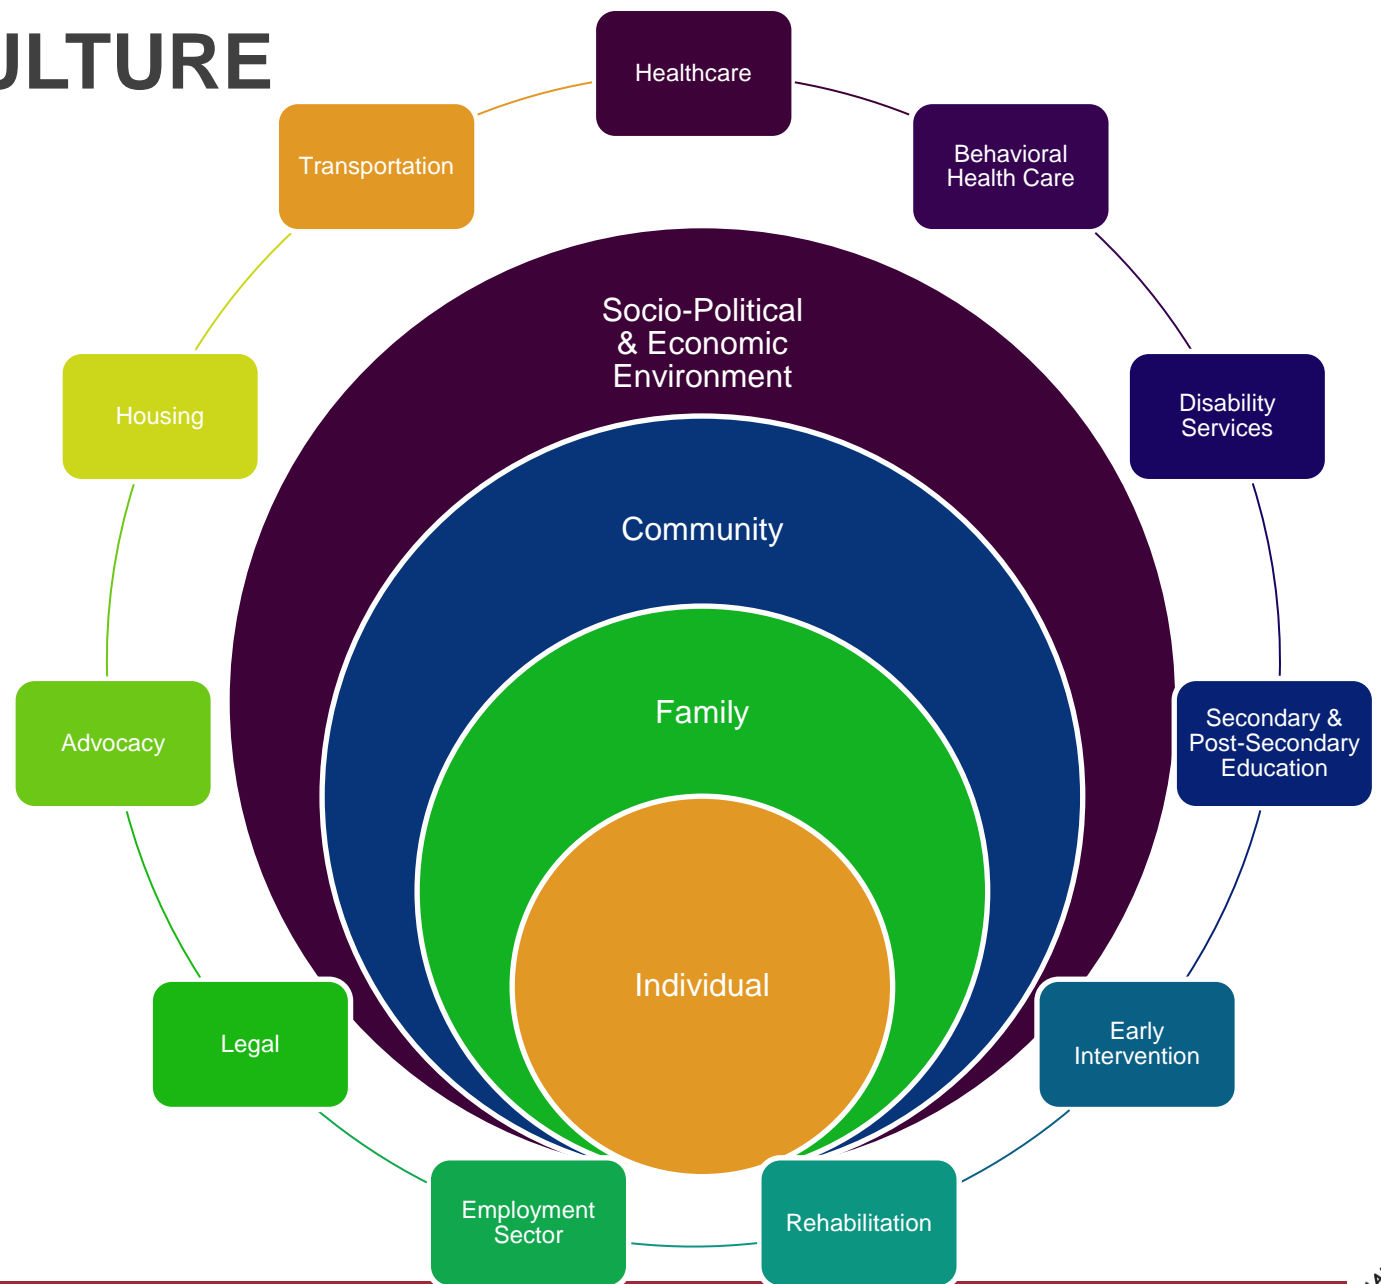 ULTURE
Healthcare
Transportation
Behavioral
Health Care
Socio-Political
& Economic
Environment
Housing
Disability
Services
Community
Family
Advocacy
Secondary &
Post-Secondary
Education
Individual
Legal
Early
Intervention
Employment
Sector
Rehabilitation